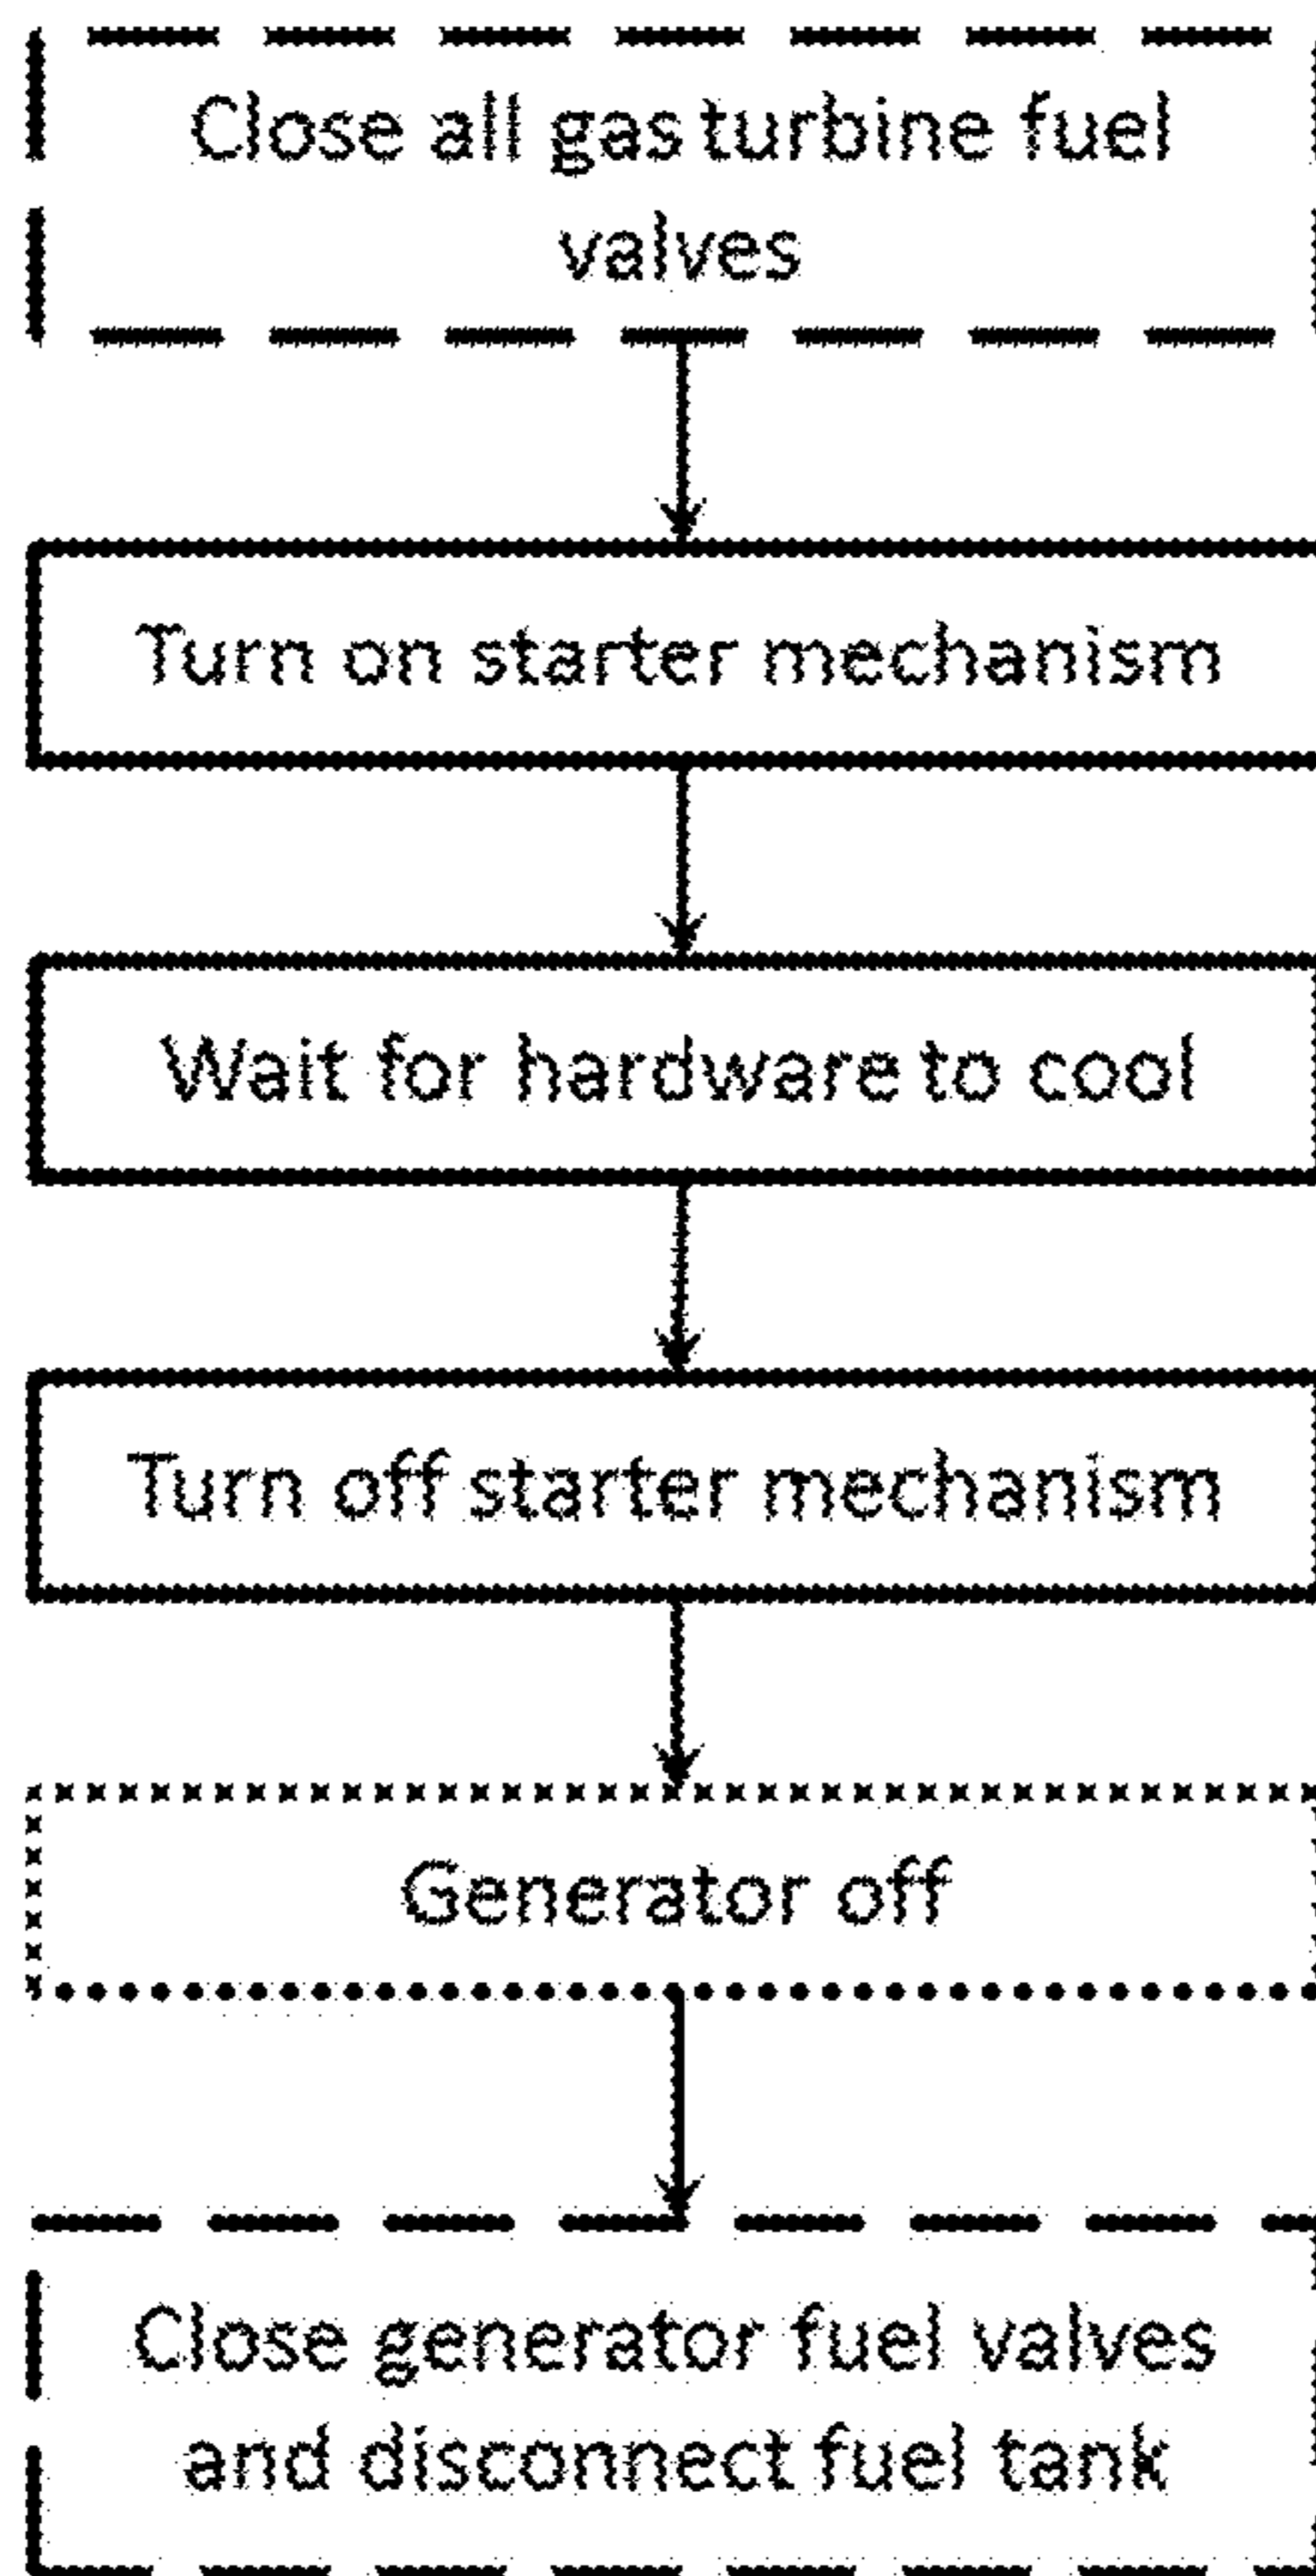 Close all gas turbine fuel
valves
Turn on starter mechanism
Wait for hardware to cool
Turn off starter mechanism
Generator off
Close generator fuel valves
and disconnect fuel tank